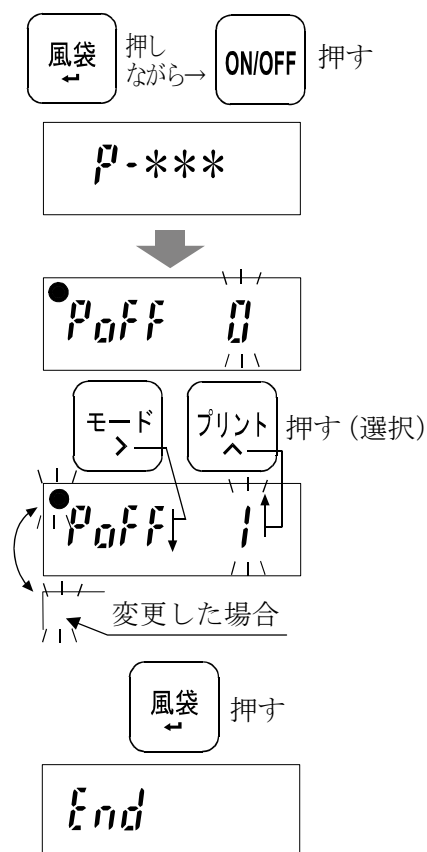 風袋 押しながら→ ON/OFF 押す
P-***
PoFF 0
モード プリント 押す（選択）
PoFF 1
変更した場合
風袋 押す
End